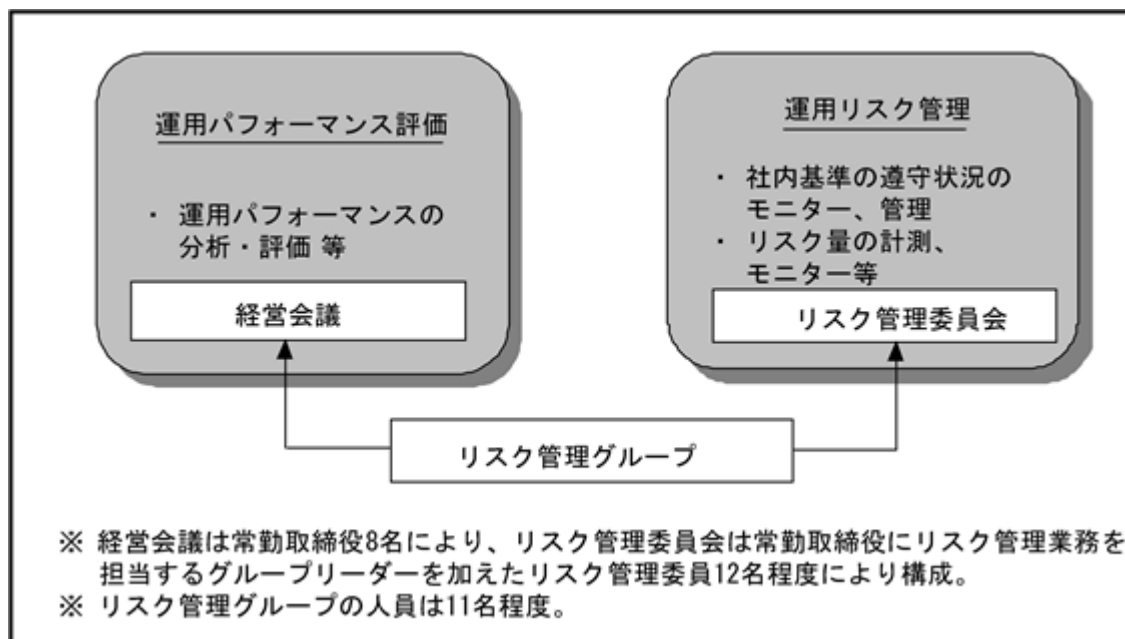 運用パフォーマンス評価
・ 運用パフォーマンスの
分析・評価 等
経営会議
運用リスク管理
・ 社内基準の遵守状況の
モニター、管理
・ リスク量の計測、
モニター等
リスク管理委員会
リスク管理グループ
※ 経営会議は常勤取締役8名により、リスク管理委員会は常勤取締役にリスク管理業務を
担当するグループリーダーを加えたリスク管理委員12名程度により構成。
※ リスク管理グループの人員は11名程度。